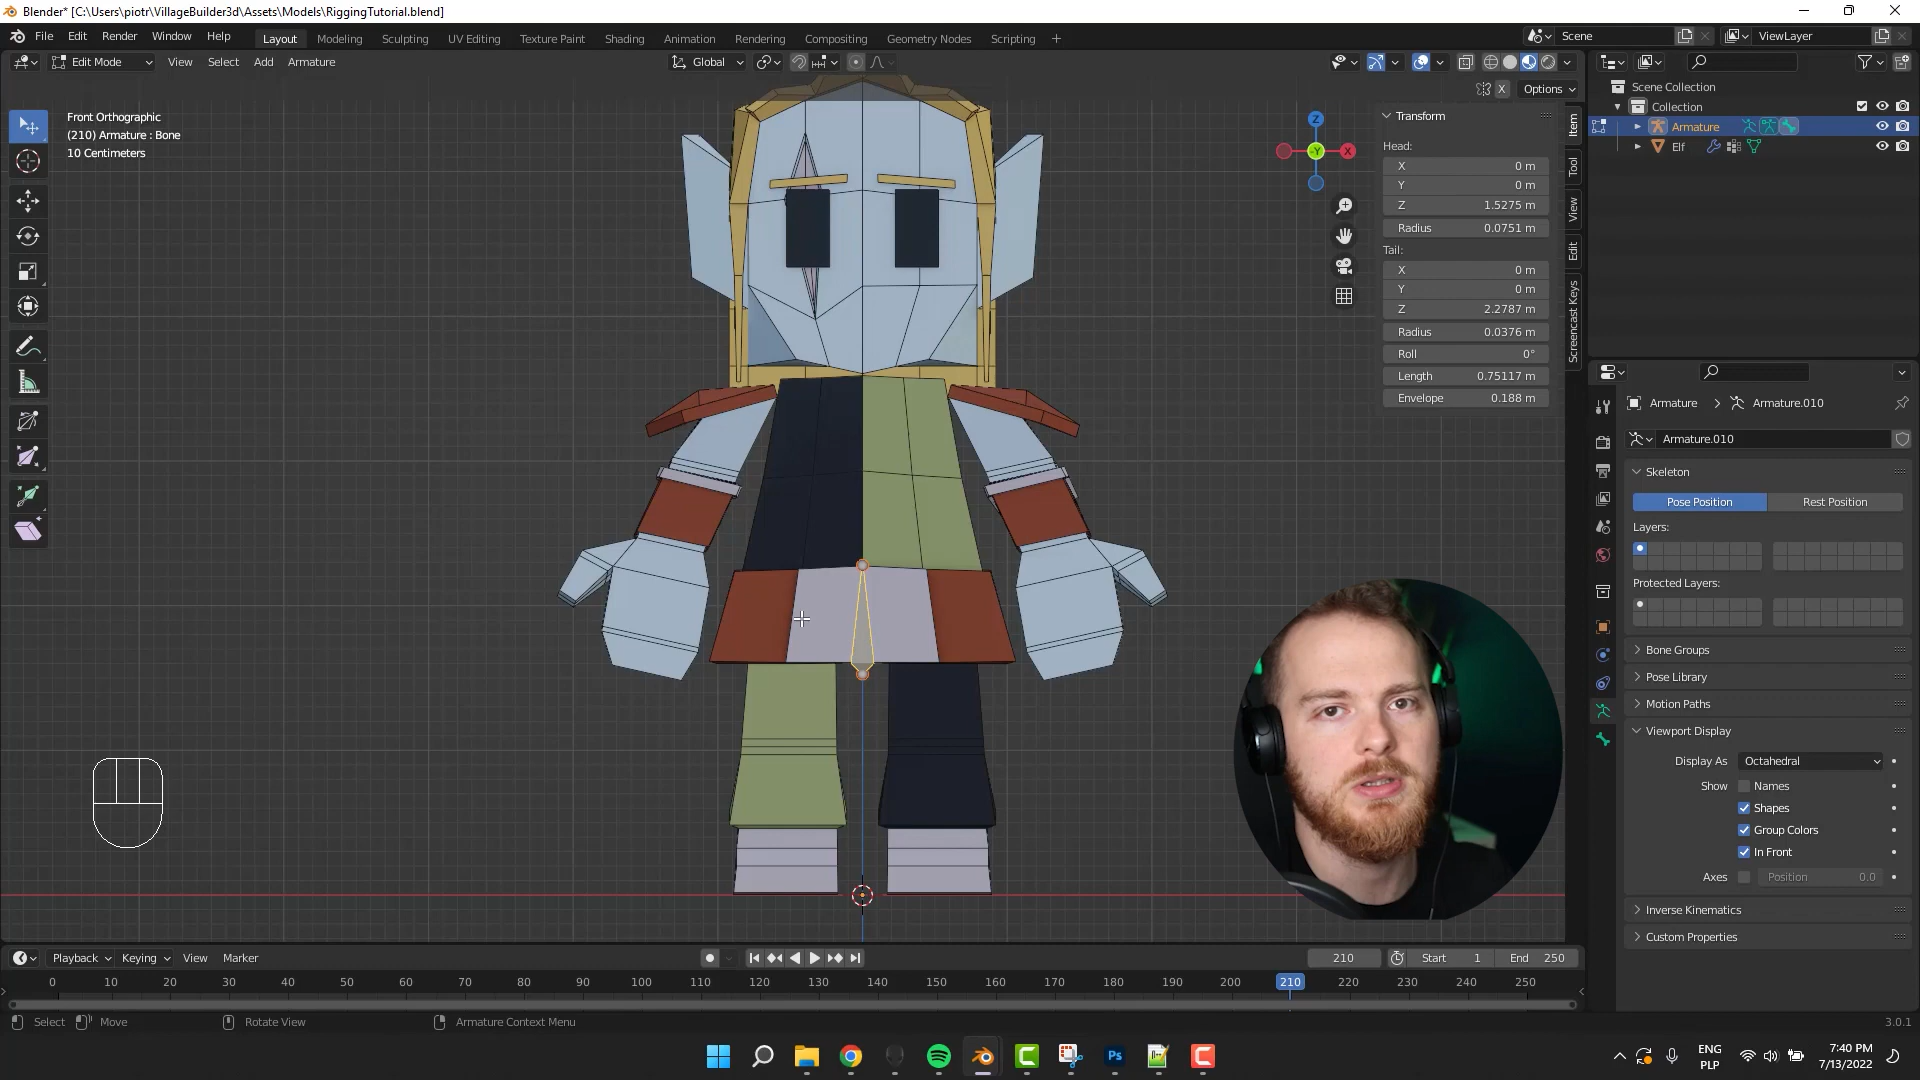 Blender* [C:\Users\piotr\VillageBuilder3d\Assets\Models\RiggingTutorial.blend]
File Edit Render Window Help Layout Modeling Sculpting UV Editing Texture Paint Shading Animation Rendering Compositing Geometry Nodes Scripting + Scene ViewLayer
Edit Mode View Select Add Armature Global
X Options
Front Orthographic
(210) Armature : Bone
10 Centimeters
Z
X
-Y
Transform
Head:
X 0 m
Y 0 m
Z 1.5275 m
Radius 0.0751 m
Tail:
X 0 m
Y 0 m
Z 2.2787 m
Radius 0.0376 m
Roll 0°
Length 0.75117 m
Envelope 0.188 m
Item
Tool
View
Edit
Screencast Keys
Scene Collection
Collection
Armature
Elf
Armature > Armature.010
Armature.010
Skeleton
Pose Position Rest Position
Layers:
Protected Layers:
Bone Groups
Pose Library
Motion Paths
Viewport Display
Display As Octahedral
Show Names
Shapes
Group Colors
In Front
Axes Position 0.0
Inverse Kinematics
Custom Properties
Playback Keying View Marker 210 Start 1 End 250
0 10 20 30 40 50 60 70 80 90 100 110 120 130 140 150 160 170 180 190 200 210 220 230 240 250
Select Move Rotate View Armature Context Menu 3.0.1
Ps
ENG
PLP
7:40 PM
7/13/2022